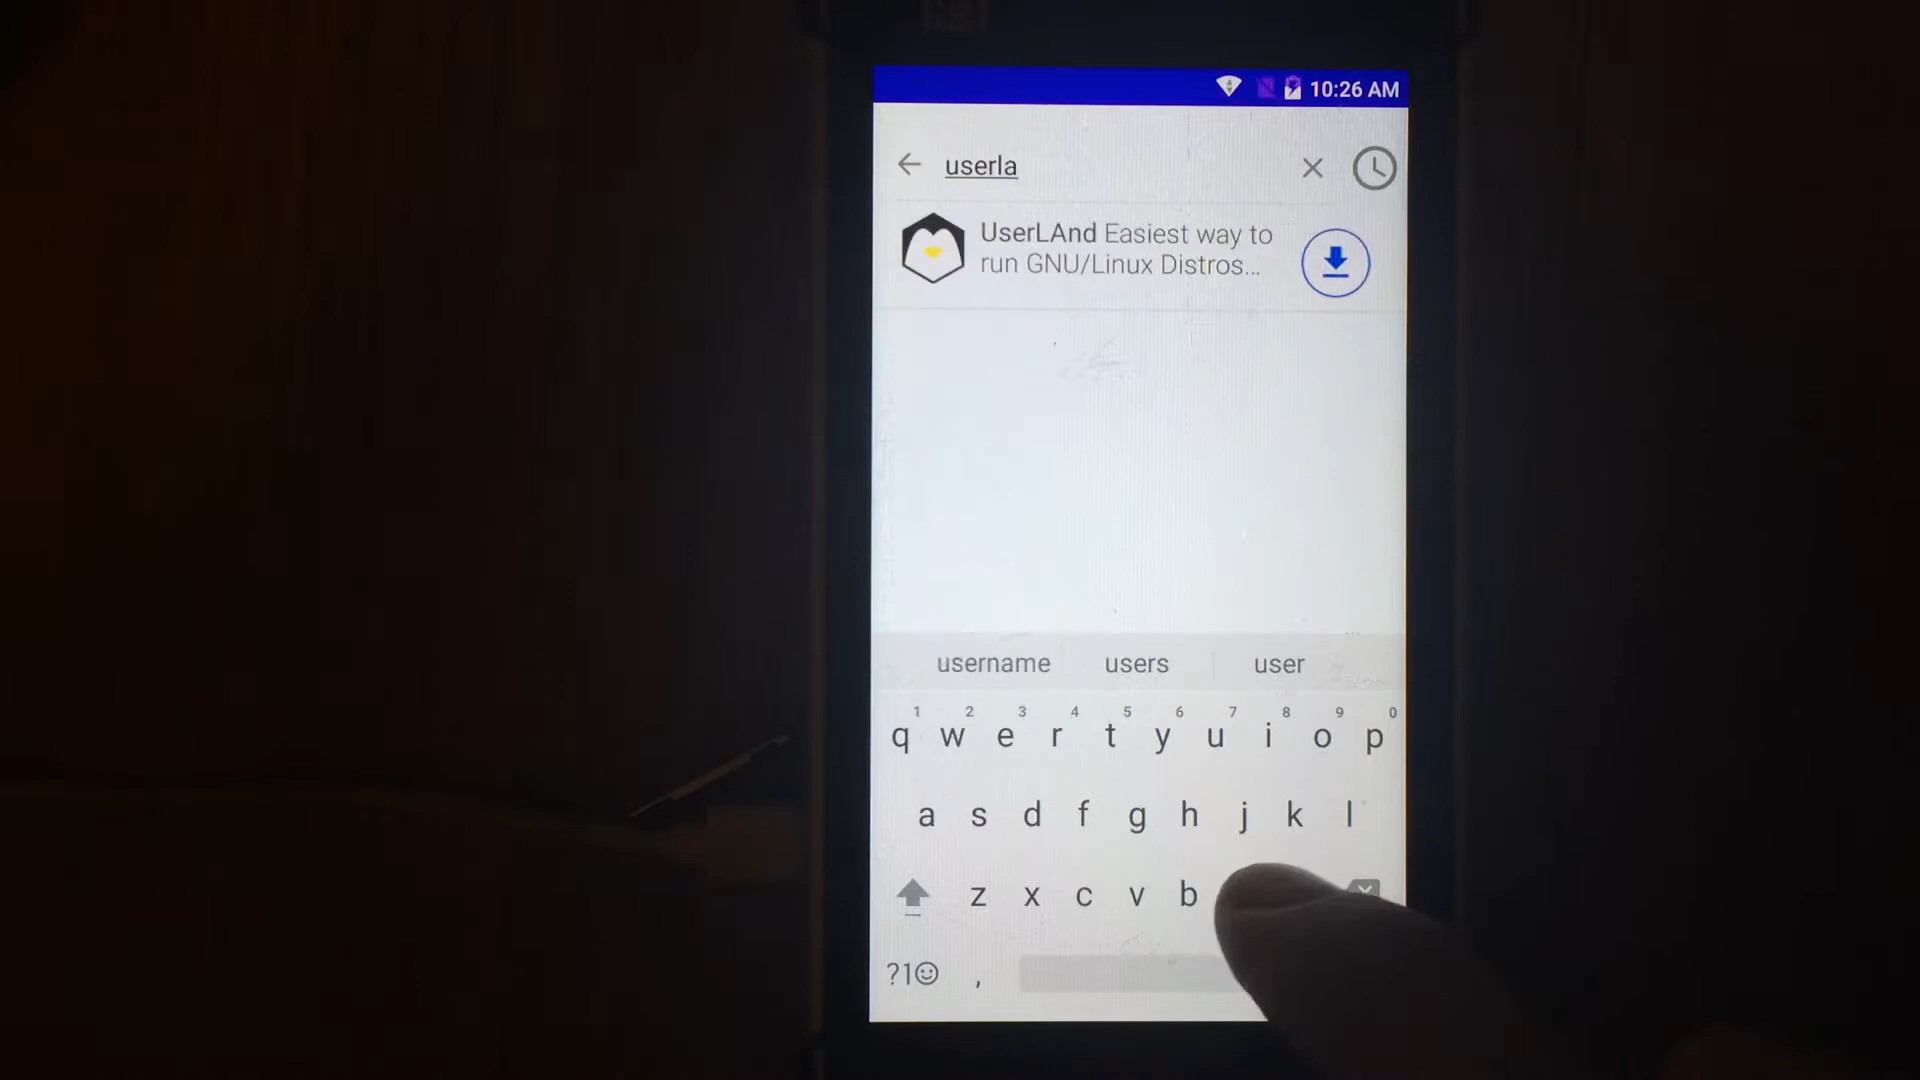 10:26 AM
userla
UserLAnd Easiest way to
run GNU/Linux Distros...
username users user
1 2 3 4 5 6 7 8 9 0
q w e r t y u i o p
a s d f g h j k l
z x c v b
?1☺ ,